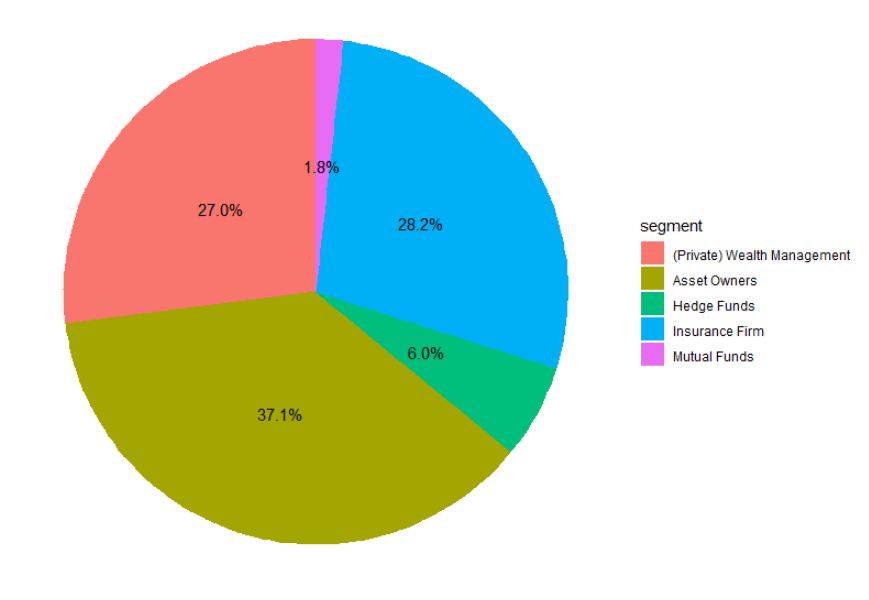 1.8%
27.0%
28.2%
6.0%
37.1%
segment
(Private) Wealth Management
Asset Owners
Hedge Funds
Insurance Firm
Mutual Funds